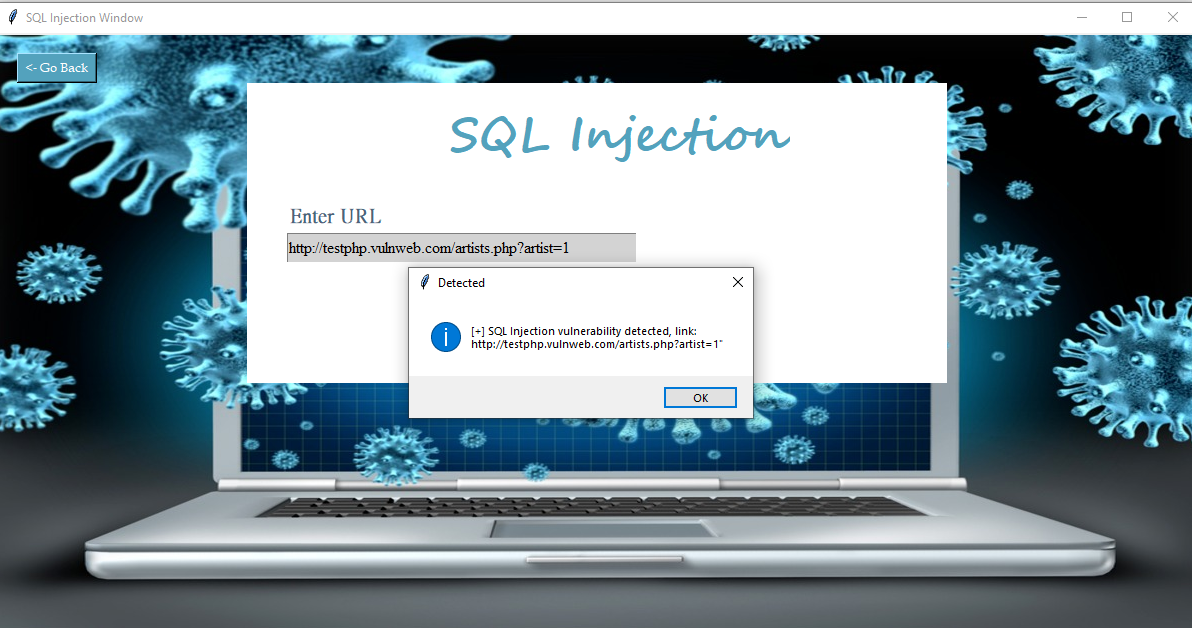 SQL Injection Window
<- Go Back
SQL Injection
Enter URL
http://testphp.vulnweb.com/artists.php?artist=1
Detected
[+] SQL Injection vulnerability detected, link:
http://testphp.vulnweb.com/artists.php?artist=1"
OK